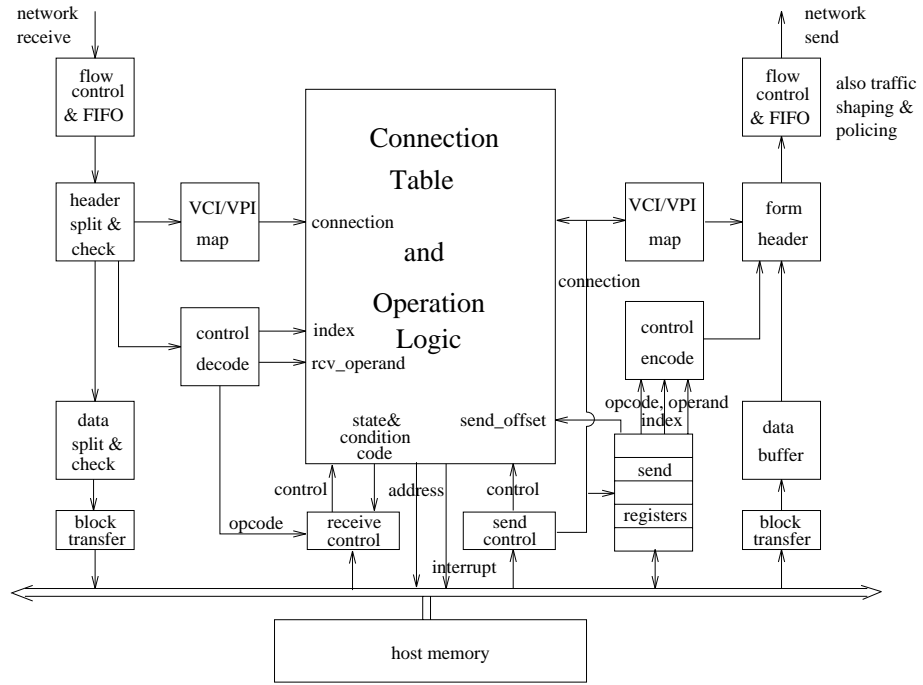 network
receive
network
send
flow
control
& FIFO
flow
control
& FIFO
also traffic
shaping &
policing
Connection
Table
and
Operation
Logic
header
split &
check
VCI/VPI
map
connection
VCI/VPI
map
form
header
connection
control
decode
index
rcv_operand
control
encode
opcode, operand
index
data
split &
check
state&
condition
code
send_offset
send
registers
data
buffer
control
address
control
opcode
block
transfer
receive
control
send
control
block
transfer
interrupt
host memory